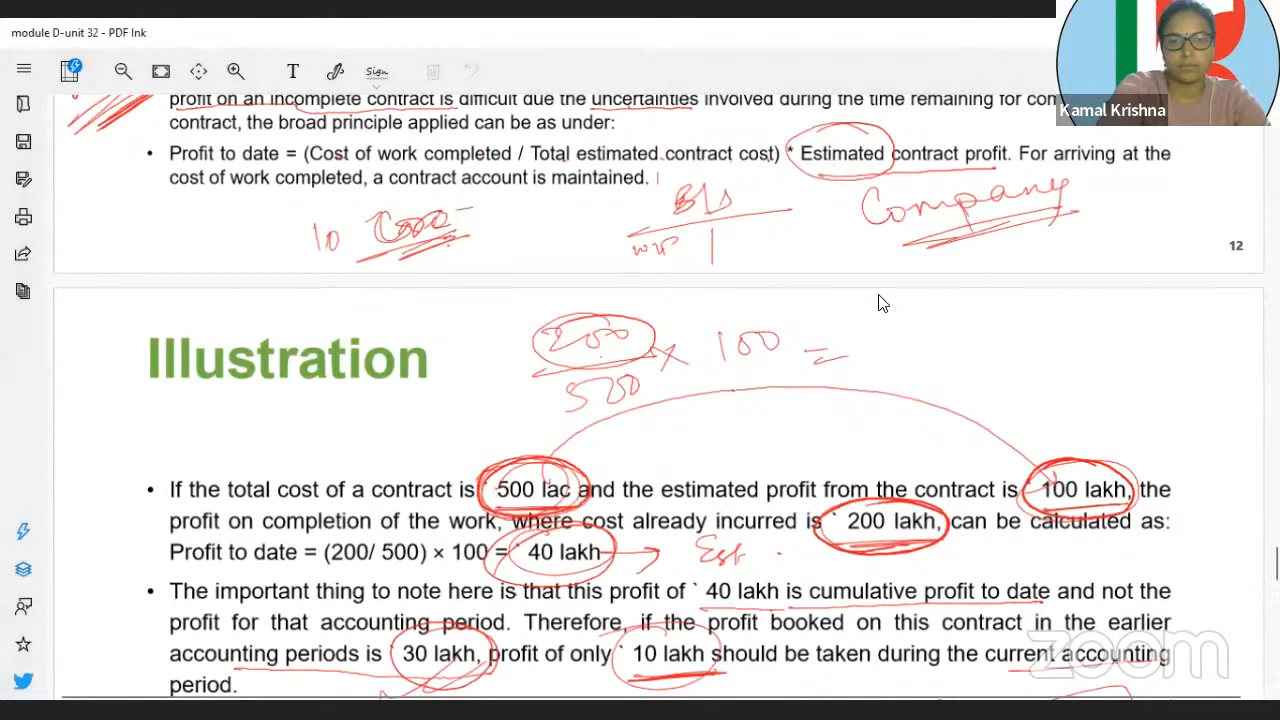 module D-unit 32 - PDF Ink
Kamal Krishna
Sign
profit on an incomplete contract is difficult due the uncertainties involved during the time remaining for con
contract, the broad principle applied can be as under:
• Profit to date = (Cost of work completed / Total estimated contract cost) * Estimated contract profit. For arriving at the
cost of work completed, a contract account is maintained.
B/S
Company
10
WIP
12
Illustration
200
500
× 100 =
• If the total cost of a contract is ` 500 lac and the estimated profit from the contract is ` 100 lakh, the
profit on completion of the work, where cost already incurred is ` 200 lakh, can be calculated as:
Profit to date = (200/ 500) × 100 = ` 40 lakh
Est
• The important thing to note here is that this profit of ` 40 lakh is cumulative profit to date and not the
profit for that accounting period. Therefore, if the profit booked on this contract in the earlier
accounting periods is ` 30 lakh, profit of only ` 10 lakh should be taken during the current accounting
period.
zoom